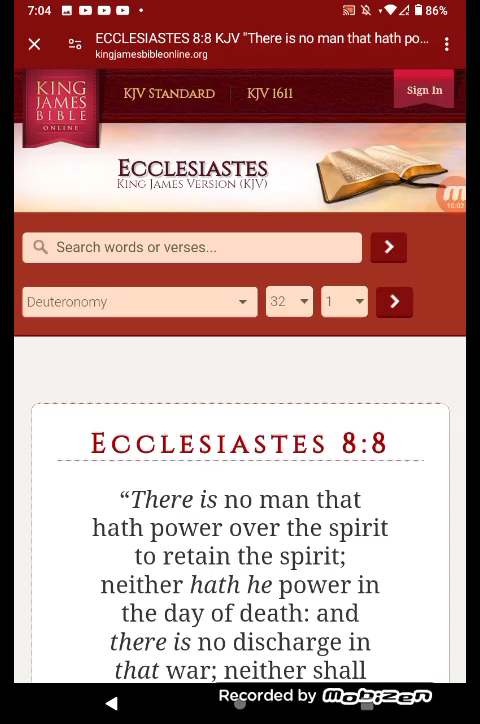 7:04
86%
ECCLESIASTES 8:8 KJV "There is no man that hath po...
kingjamesbibleonline.org
KING
JAMES
BIBLE
ONLINE
KJV STANDARD
KJV 1611
Sign In
ECCLESIASTES
KING JAMES VERSION (KJV)
10:02
Search words or verses...
Deuteronomy
32
1
ECCLESIASTES 8:8
“There is no man that
hath power over the spirit
to retain the spirit;
neither hath he power in
the day of death: and
there is no discharge in
that war; neither shall
Recorded by mobizen